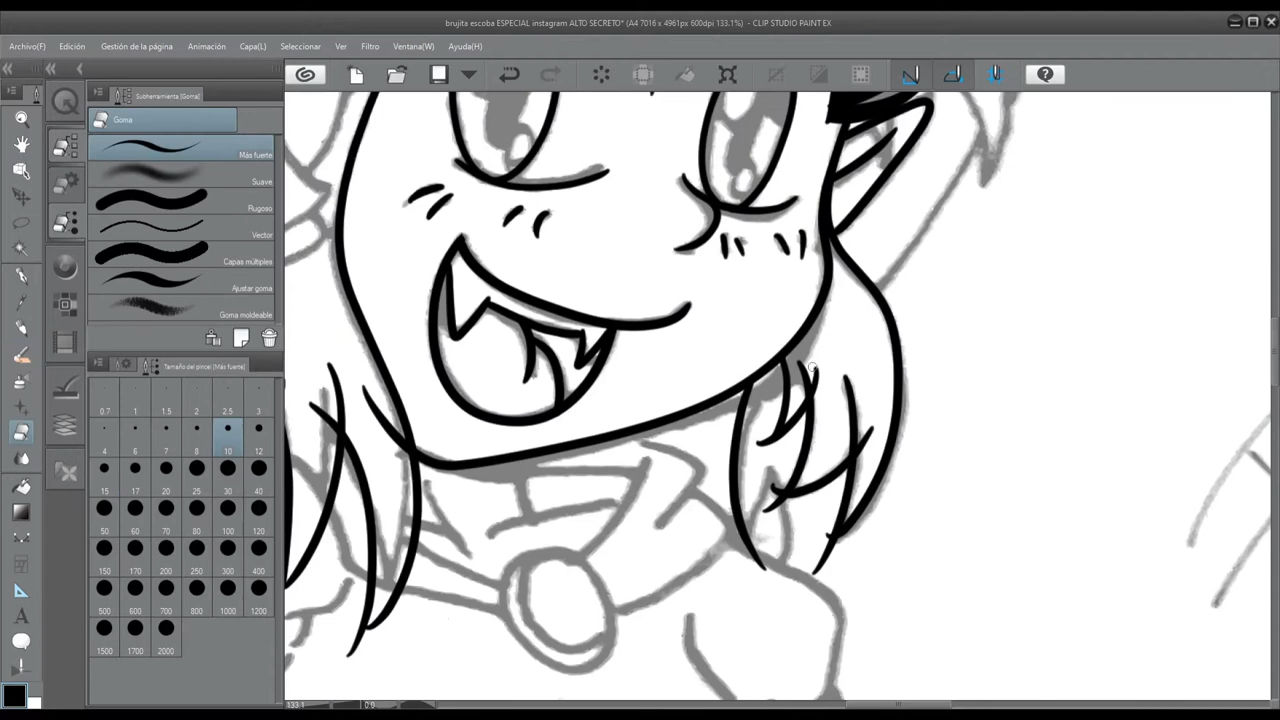 brujita escoba ESPECIAL instagram ALTO SECRETO* (A4 7016 x 4961px 600dpi 133.1%) - CLIP STUDIO PAINT EX
Archivo(F) Edición Gestión de la página Animación Capa(L) Seleccionar Ver Filtro Ventana(W) Ayuda(H)
Subherramienta [Goma]
Goma
Más fuerte
Suave
Rugoso
Vector
Capas múltiples
Ajustar goma
Goma moldeable
Tamaño del pincel [Más fuerte]
0.7 1 1.5 2 2.5 3
4 6 7 8 10 12
15 17 20 25 30 40
50 60 70 80 100 120
150 170 200 250 300 400
500 600 700 800 1000 1200
1500 1700 2000
133.1 0.0